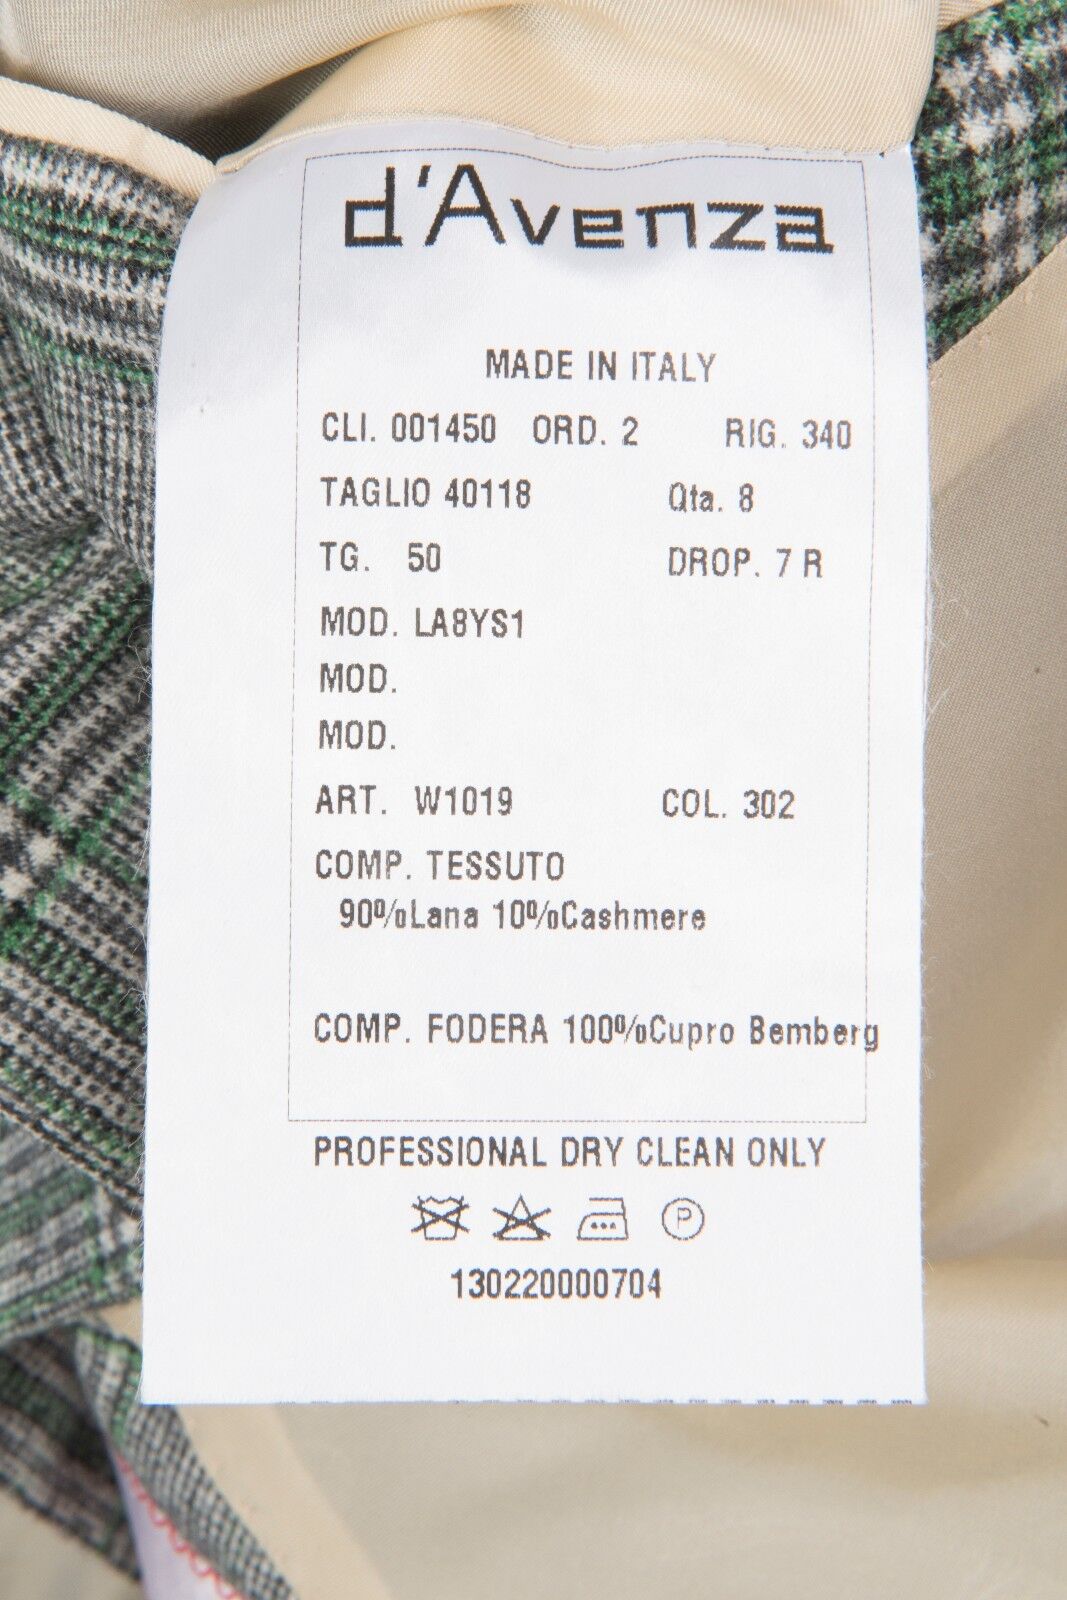 d'Avenza
MADE IN ITALY
CLI. 001450 ORD. 2 RIG. 340
TAGLIO 40118 Qta. 8
TG. 50 DROP. 7 R
MOD. LA8YS1
MOD.
MOD.
ART. W1019 COL. 302
COMP. TESSUTO
90%Lana 10%Cashmere
COMP. FODERA 100%Cupro Bemberg
PROFESSIONAL DRY CLEAN ONLY
P
130220000704